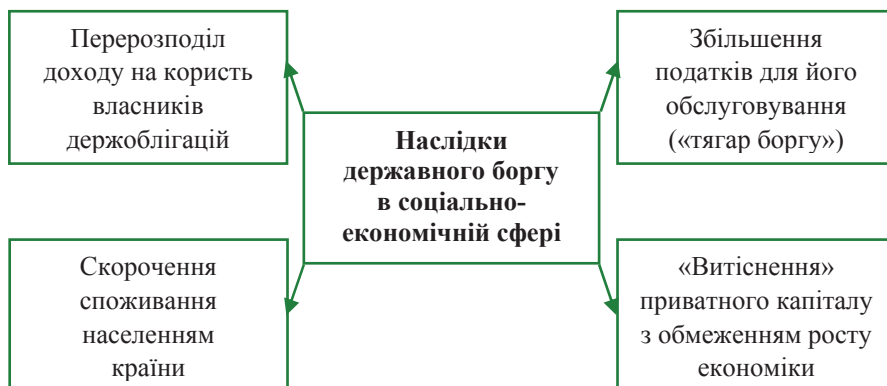 Перерозподіл
доходу на користь
власників
держоблігацій
Збільшення
податків для його
обслуговування
(«тягар боргу»)
Наслідки
державного боргу
в соціально-
економічній сфері
Скорочення
споживання
населенням
країни
«Витіснення»
приватного капіталу
з обмеженням росту
економіки